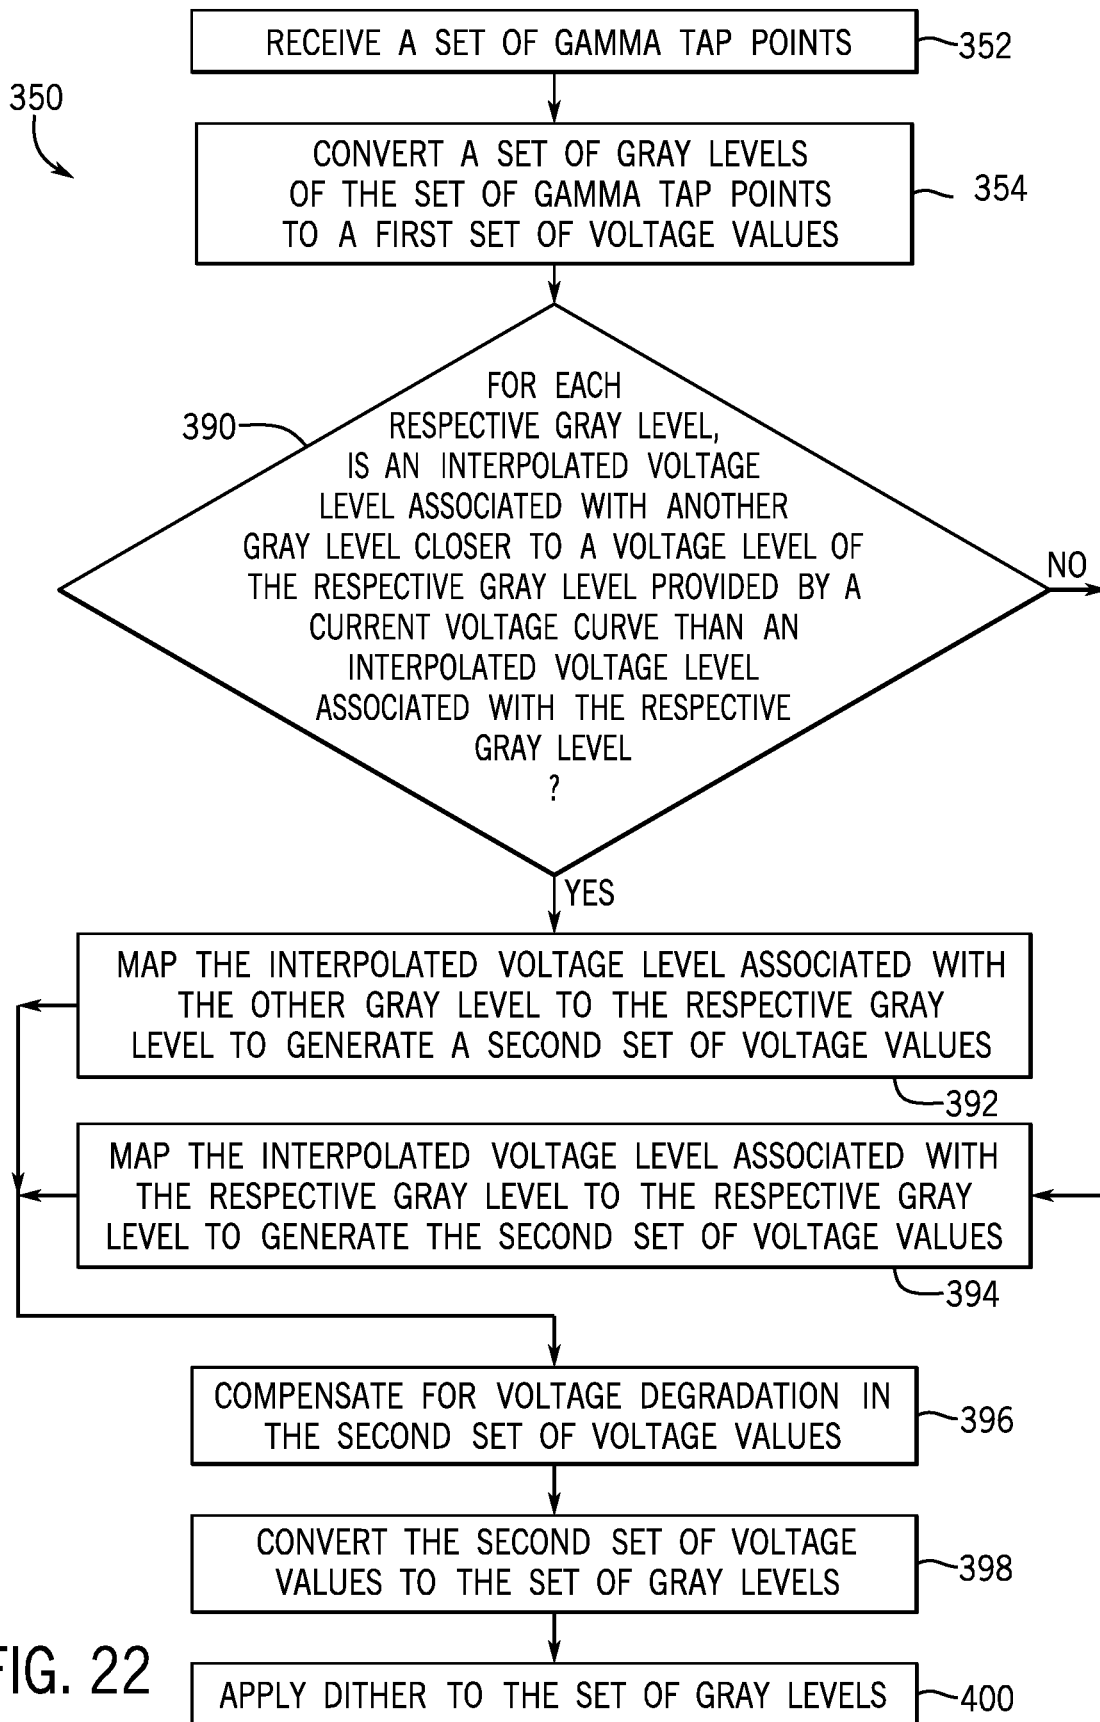 RECEIVE A SET OF GAMMA TAP POINTS
352
350
CONVERT A SET OF GRAY LEVELS
OF THE SET OF GAMMA TAP POINTS
TO A FIRST SET OF VOLTAGE VALUES
354
390
FOR EACH
RESPECTIVE GRAY LEVEL,
IS AN INTERPOLATED VOLTAGE
LEVEL ASSOCIATED WITH ANOTHER
GRAY LEVEL CLOSER TO A VOLTAGE LEVEL OF
THE RESPECTIVE GRAY LEVEL PROVIDED BY A
CURRENT VOLTAGE CURVE THAN AN
INTERPOLATED VOLTAGE LEVEL
ASSOCIATED WITH THE RESPECTIVE
GRAY LEVEL
?
NO
YES
MAP THE INTERPOLATED VOLTAGE LEVEL ASSOCIATED WITH
THE OTHER GRAY LEVEL TO THE RESPECTIVE GRAY
LEVEL TO GENERATE A SECOND SET OF VOLTAGE VALUES
392
MAP THE INTERPOLATED VOLTAGE LEVEL ASSOCIATED WITH
THE RESPECTIVE GRAY LEVEL TO THE RESPECTIVE GRAY
LEVEL TO GENERATE THE SECOND SET OF VOLTAGE VALUES
394
COMPENSATE FOR VOLTAGE DEGRADATION IN
THE SECOND SET OF VOLTAGE VALUES
396
CONVERT THE SECOND SET OF VOLTAGE
VALUES TO THE SET OF GRAY LEVELS
398
FIG. 22
APPLY DITHER TO THE SET OF GRAY LEVELS
400